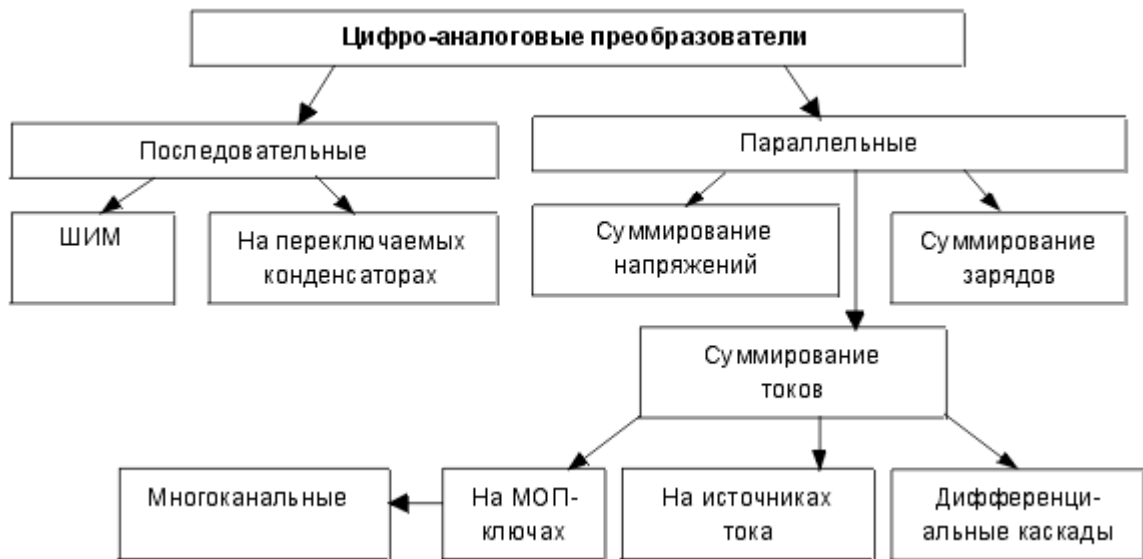 Цифро-аналоговые преобразователи
Последовательные
Параллельные
ШИМ
На переключаемых
конденсаторах
Суммирование
напряжений
Суммирование
зарядов
Суммирование
токов
Многоканальные
На МОП-
ключах
На источниках
тока
Дифференци-
альные каскады